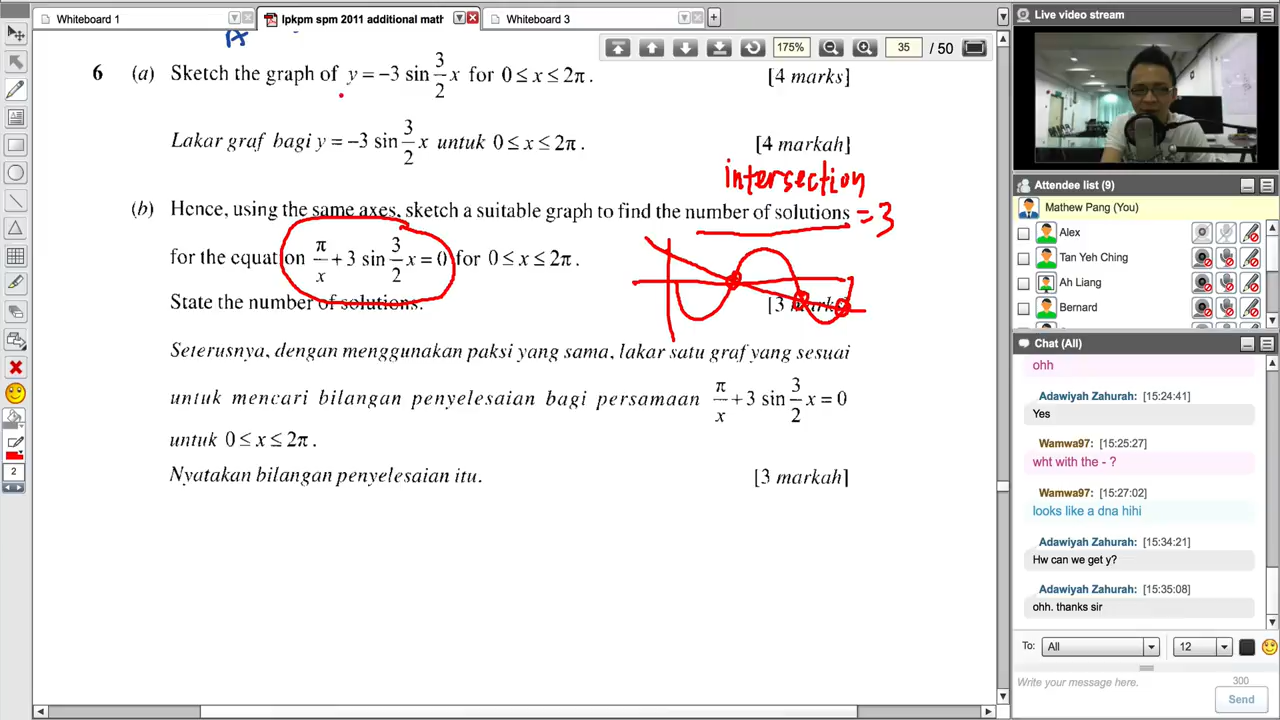 Whiteboard 1
lpkpm spm 2011 additional math
Whiteboard 3
175%
35 / 50
6 (a) Sketch the graph of y = −3 sin 3/2 x for 0 ≤ x ≤ 2π. [4 marks]
Lakar graf bagi y = −3 sin 3/2 x untuk 0 ≤ x ≤ 2π. [4 markah]
intersection
(b) Hence, using the same axes, sketch a suitable graph to find the number of solutions = 3
for the equation π/x + 3 sin 3/2 x = 0 for 0 ≤ x ≤ 2π.
State the number of solutions. [3 marks]
Seterusnya, dengan menggunakan paksi yang sama, lakar satu graf yang sesuai
untuk mencari bilangan penyelesaian bagi persamaan π/x + 3 sin 3/2 x = 0
untuk 0 ≤ x ≤ 2π.
Nyatakan bilangan penyelesaian itu. [3 markah]
2
Live video stream
Attendee list (9)
Mathew Pang (You)
Alex
Tan Yeh Ching
Ah Liang
Bernard
Chat (All)
ohh
Adawiyah Zahurah: [15:24:41]
Yes
Wamwa97: [15:25:27]
wht with the - ?
Wamwa97: [15:27:02]
looks like a dna hihi
Adawiyah Zahurah: [15:34:21]
Hw can we get y?
Adawiyah Zahurah: [15:35:08]
ohh. thanks sir
To: All 12
Write your message here. 300
Send